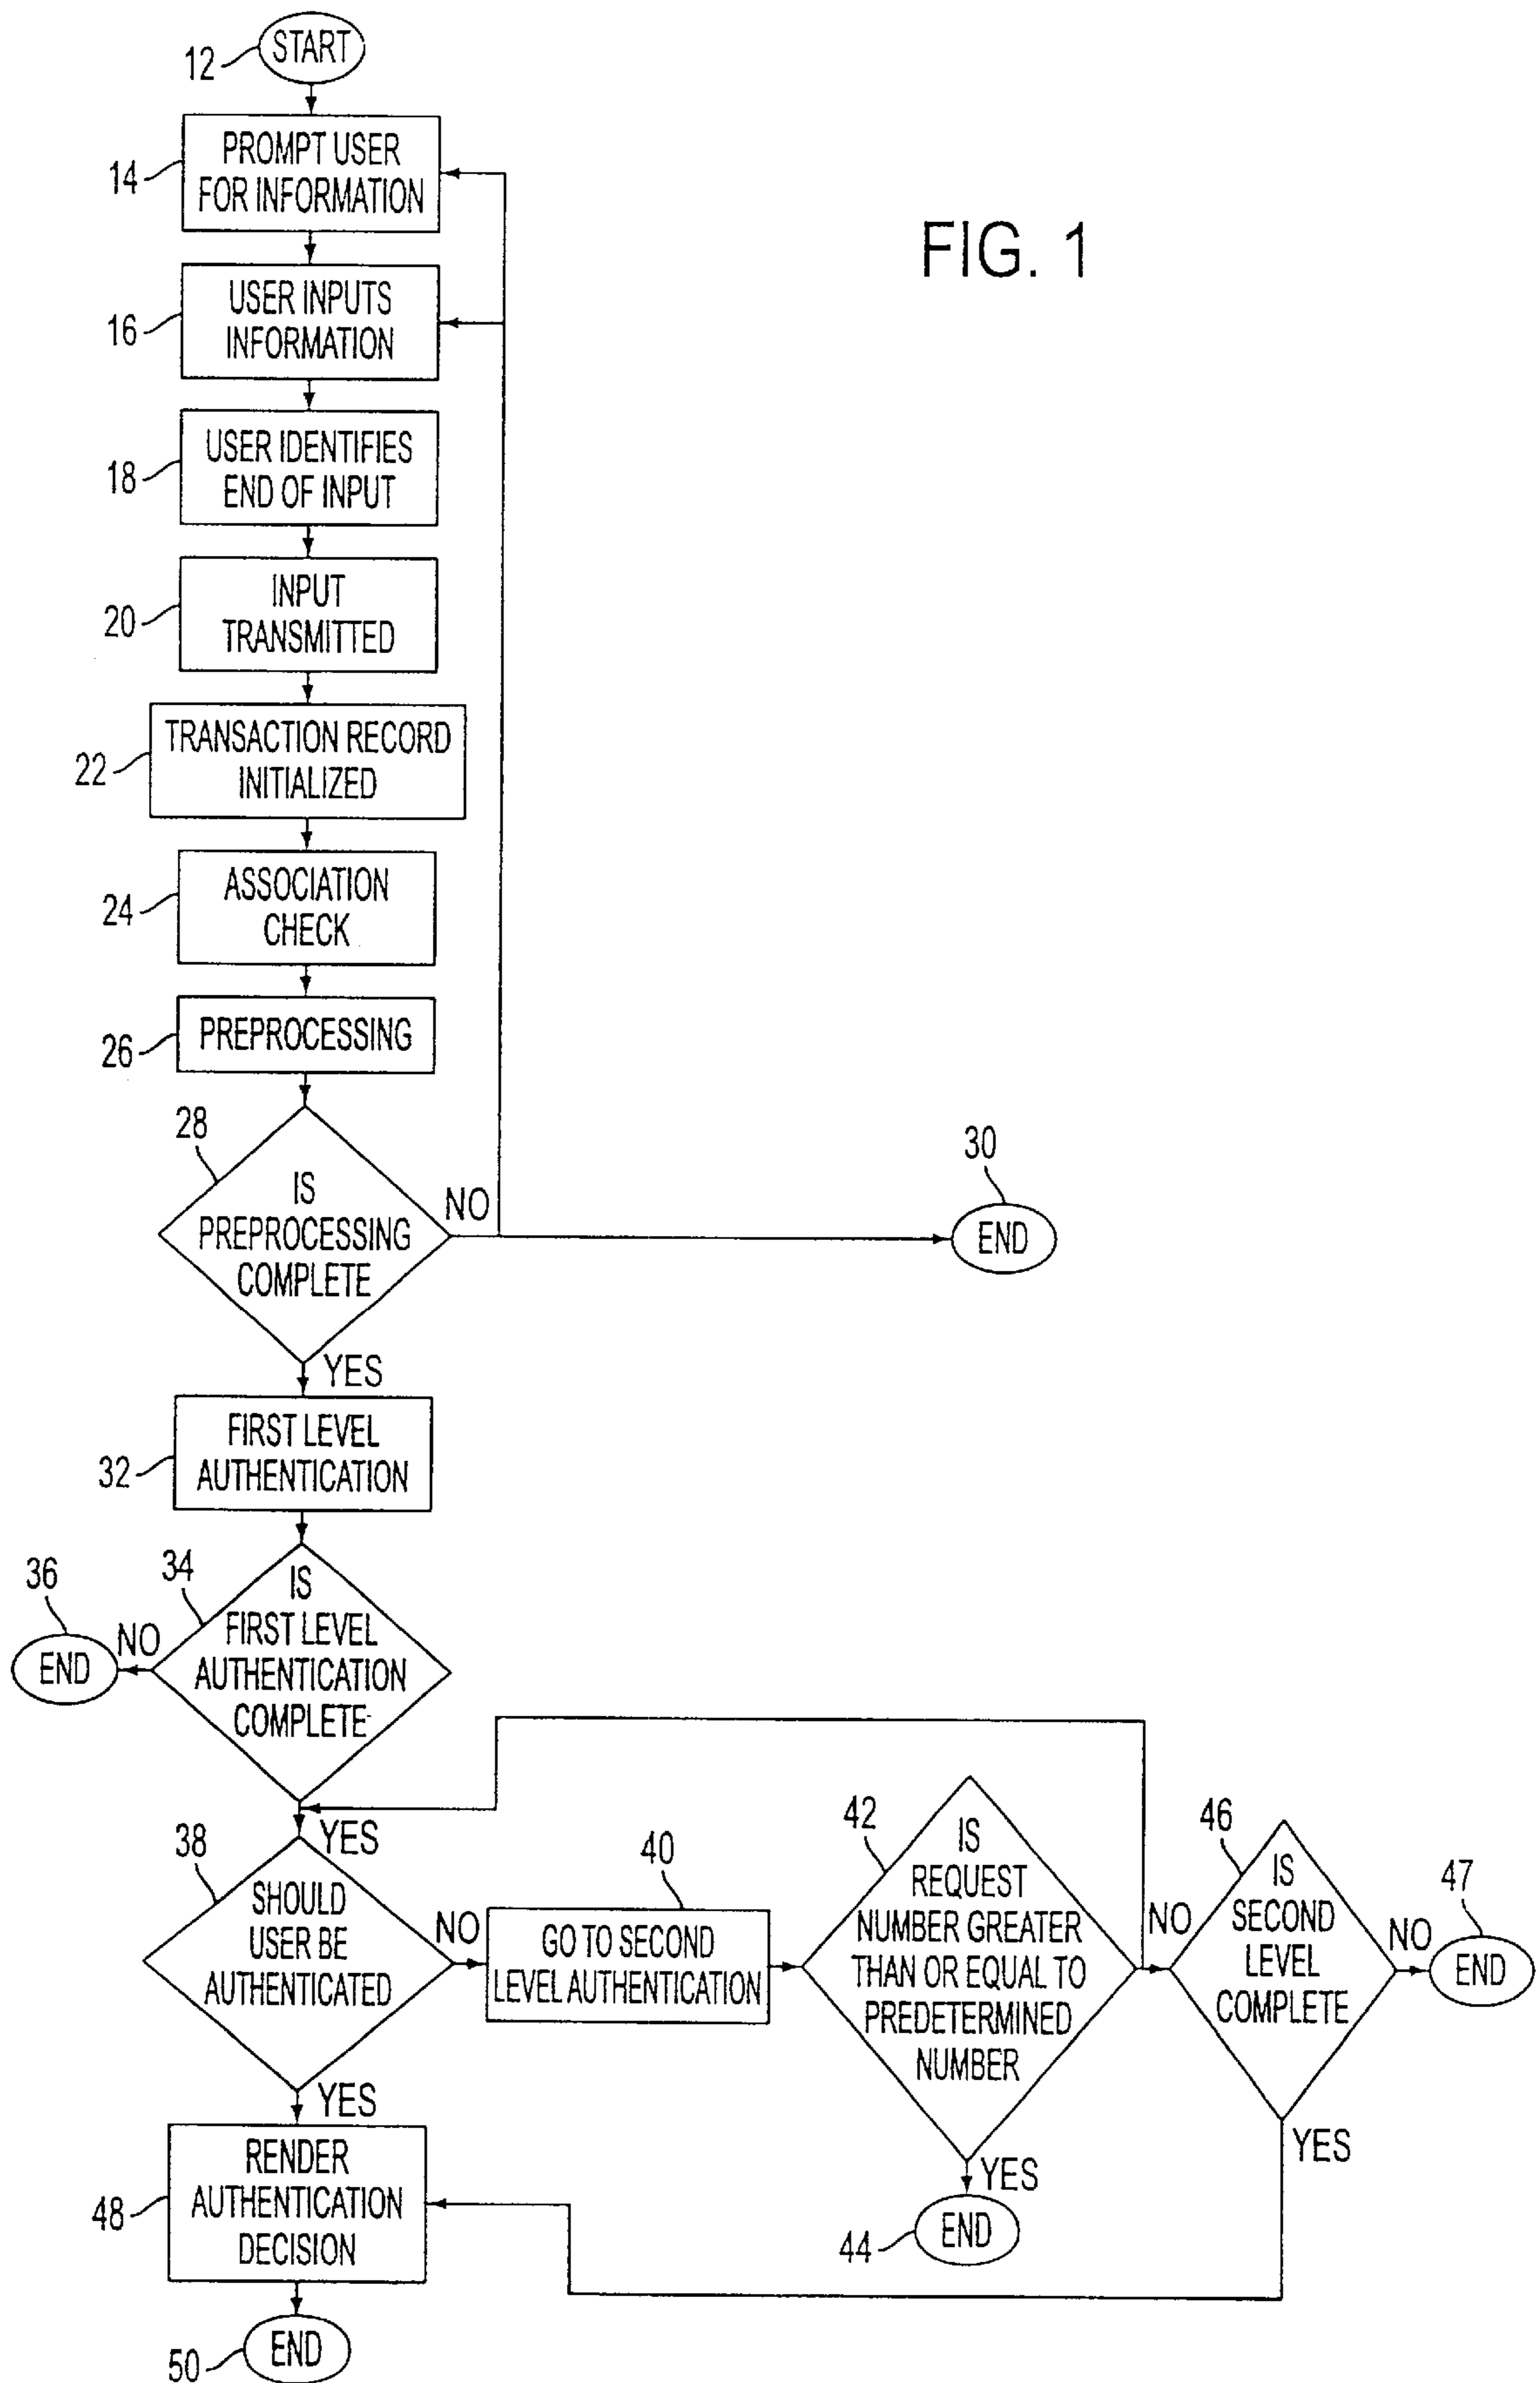 START
12
PROMPT USER
FOR INFORMATION
14
FIG. 1
USER INPUTS
INFORMATION
16
USER IDENTIFIES
END OF INPUT
18
INPUT
TRANSMITTED
20
TRANSACTION RECORD
INITIALIZED
22
ASSOCIATION
CHECK
24
PREPROCESSING
26
28
IS
PREPROCESSING
COMPLETE
NO
30
END
YES
FIRST LEVEL
AUTHENTICATION
32
34
IS
FIRST LEVEL
AUTHENTICATION
COMPLETE
36
NO
END
YES
38
SHOULD
USER BE
AUTHENTICATED
NO
40
GO TO SECOND
LEVEL AUTHENTICATION
42
IS
REQUEST
NUMBER GREATER
THAN OR EQUAL TO
PREDETERMINED
NUMBER
NO
46
IS
SECOND
LEVEL
COMPLETE
NO
47
END
YES
YES
YES
RENDER
AUTHENTICATION
DECISION
48
END
44
END
50